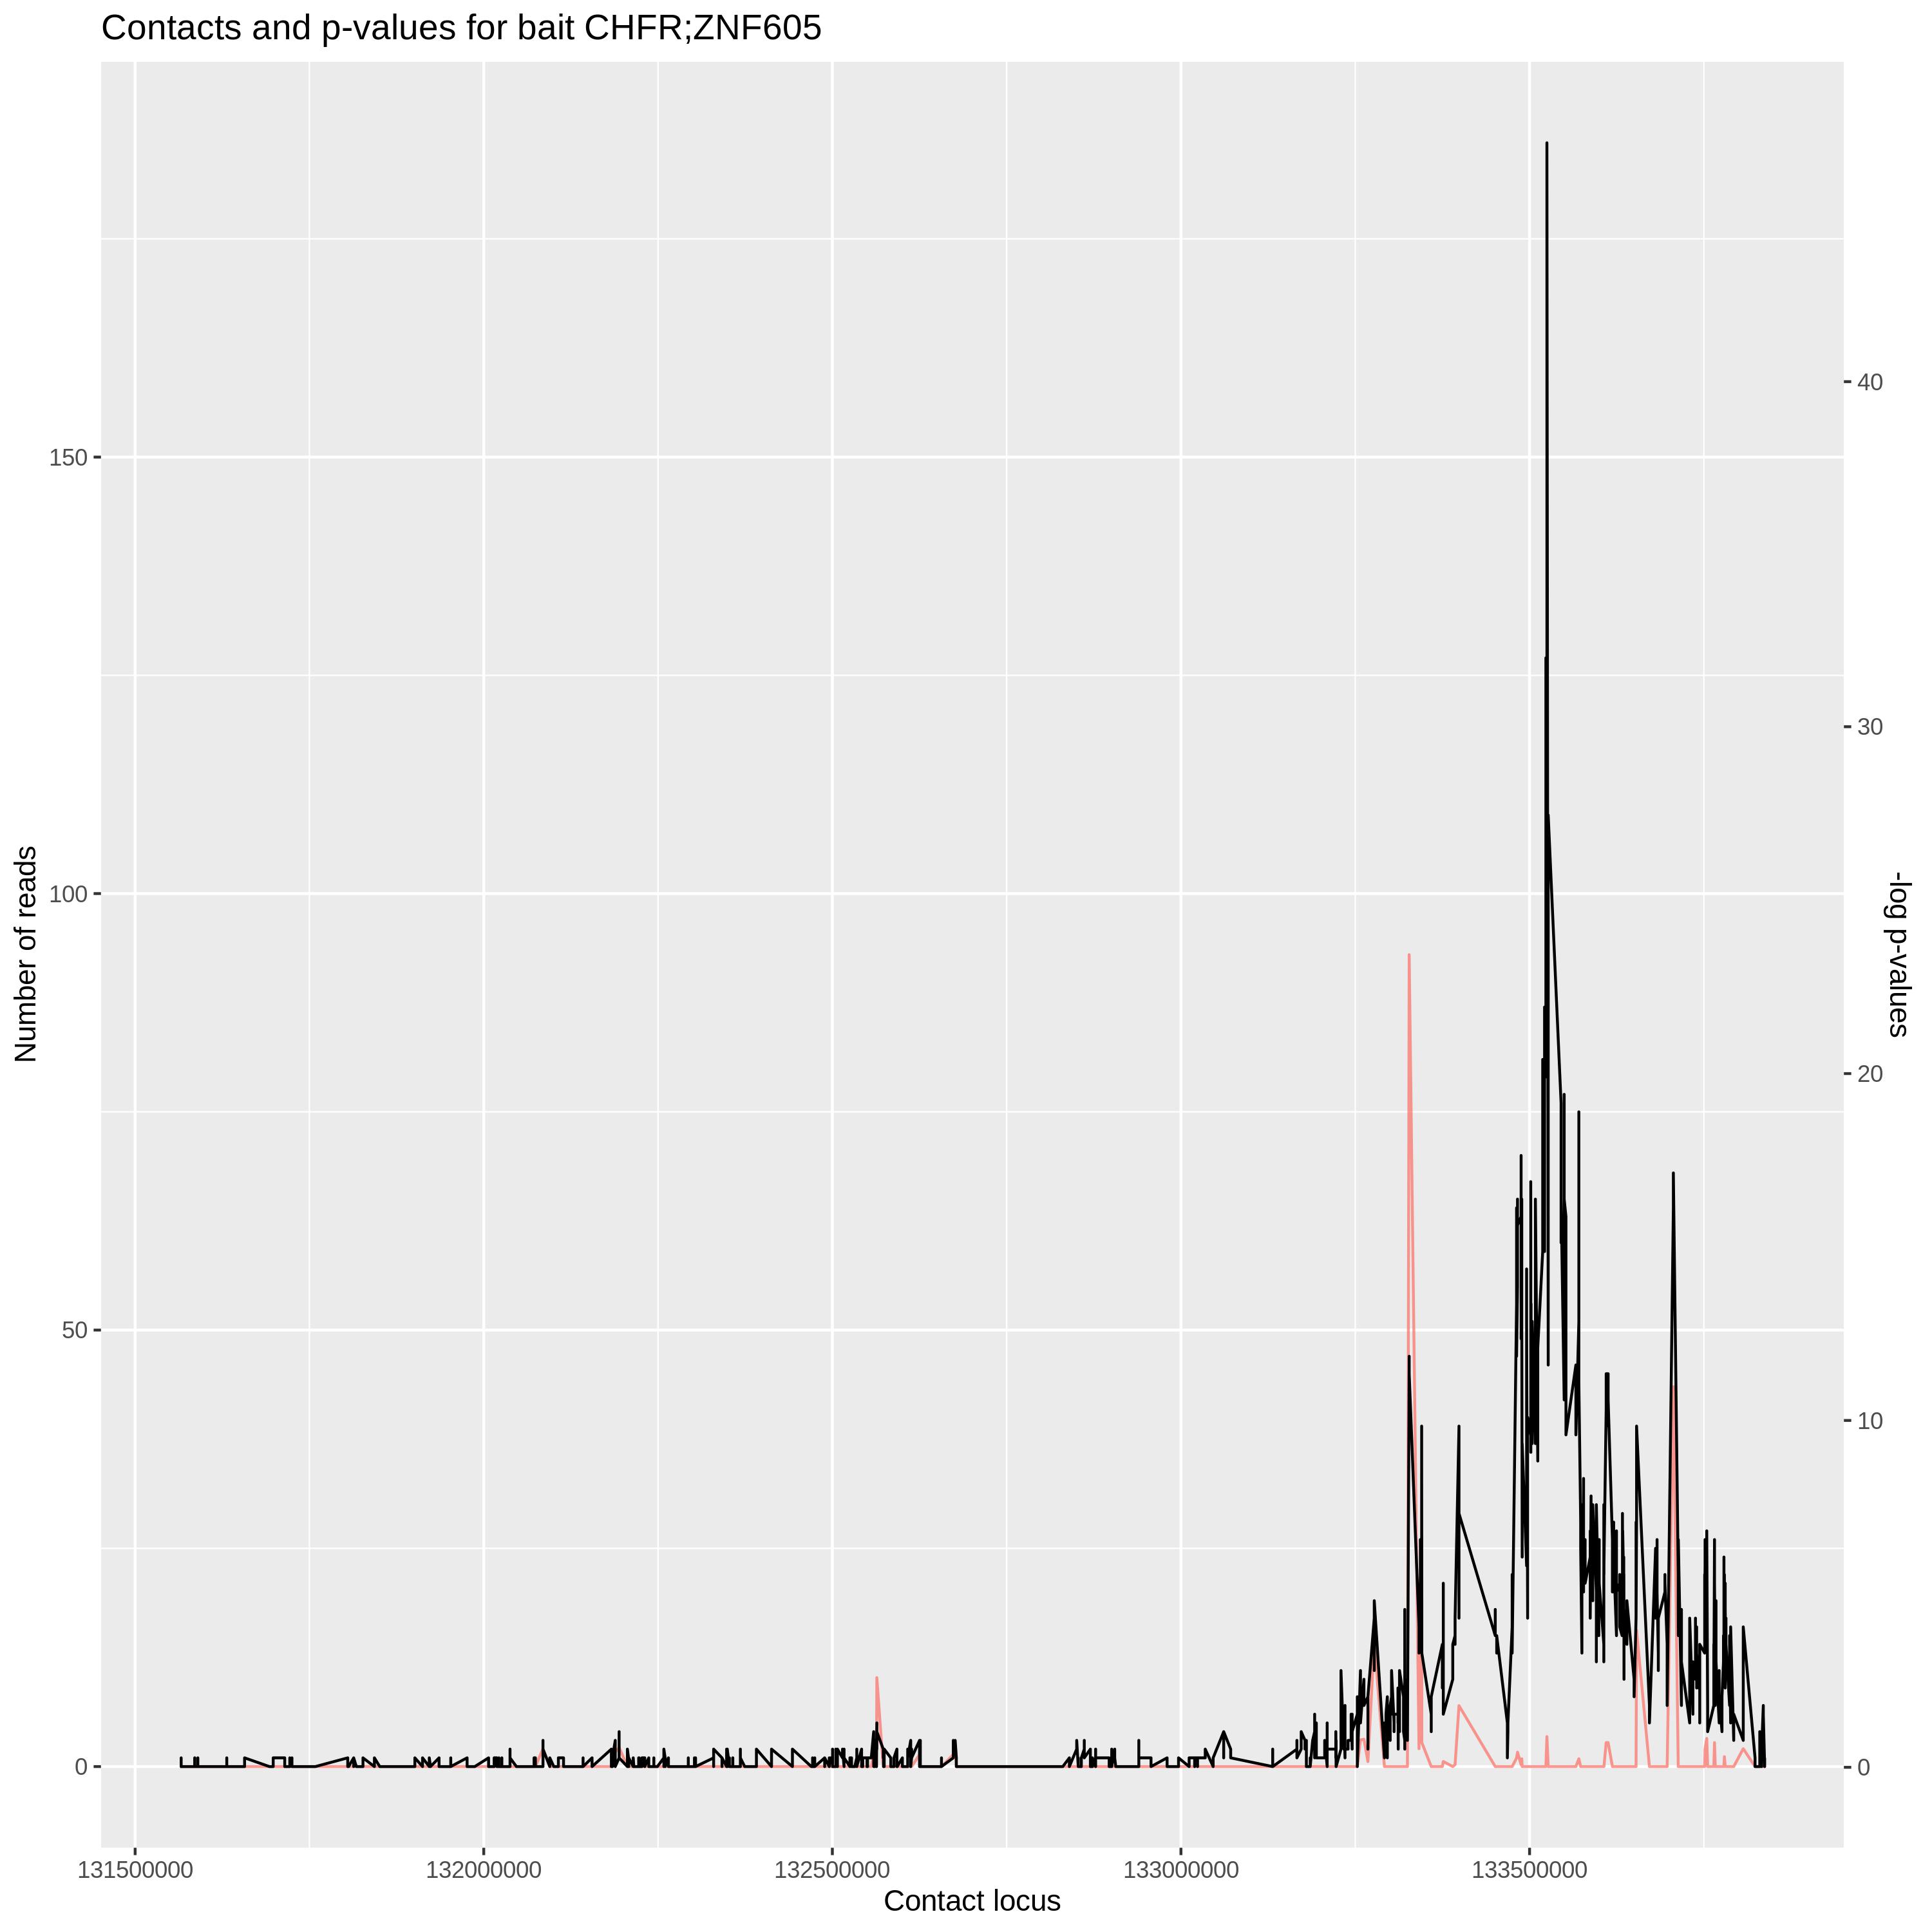 Contacts and p-values for bait CHFR;ZNF605
150
100
50
0
Number of reads
40
30
20
10
0
-log p-values
131500000 132000000 132500000 133000000 133500000
Contact locus